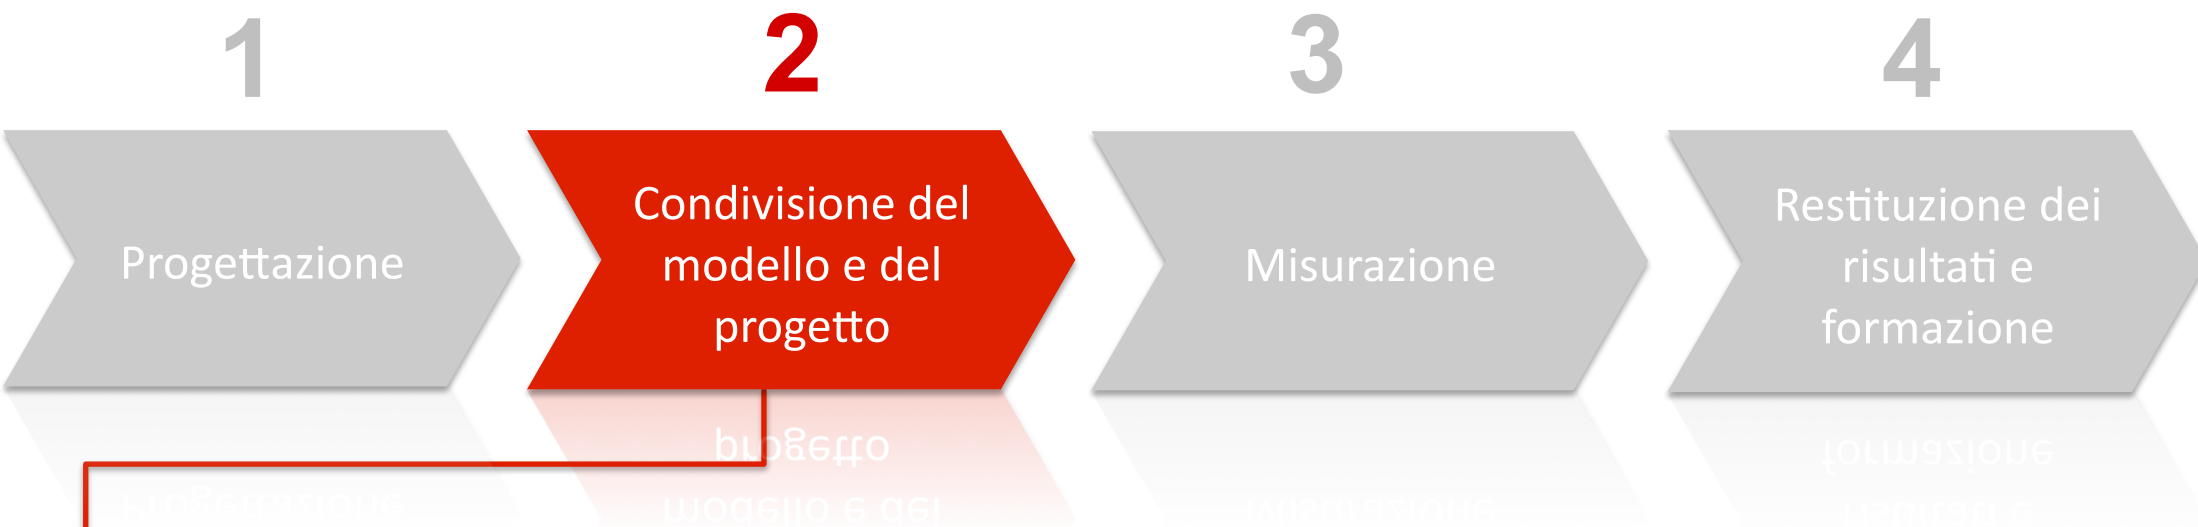 1
2
3
4
Progettazione
Condivisione del
modello e del
progetto
Misurazione
Restituzione dei
risultati e
formazione